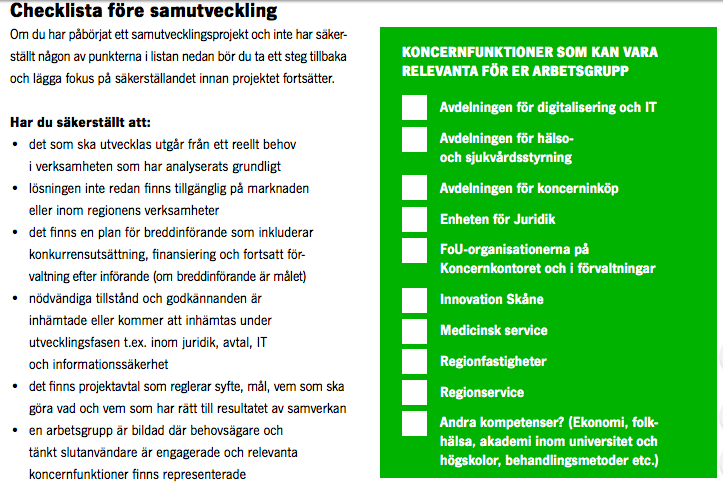 Checklista före samutveckling
Om du har påbörjat ett samutvecklingsprojekt och inte har säker-
ställt någon av punkterna i listan nedan bör du ta ett steg tillbaka
och lägga fokus på säkerställandet innan projektet fortsätter.
Har du säkerställt att:
• det som ska utvecklas utgår från ett reellt behov
i verksamheten som har analyserats grundligt
• lösningen inte redan finns tillgänglig på marknaden
eller inom regionens verksamheter
• det finns en plan för breddinförande som inkluderar
konkurrensutsättning, finansiering och fortsatt för-
valtning efter införande (om breddinförande är målet)
• nödvändiga tillstånd och godkännanden är
inhämtade eller kommer att inhämtas under
utvecklingsfasen t.ex. inom juridik, avtal, IT
och informationssäkerhet
• det finns projektavtal som reglerar syfte, mål, vem som ska
göra vad och vem som har rätt till resultatet av samverkan
• en arbetsgrupp är bildad där behovsägare och
tänkt slutanvändare är engagerade och relevanta
koncernfunktioner finns representerade
KONCERNFUNKTIONER SOM KAN VARA
RELEVANTA FÖR ER ARBETSGRUPP
Avdelningen för digitalisering och IT
Avdelningen för hälso-
och sjukvårdsstyrning
Avdelningen för koncerninköp
Enheten för Juridik
FoU-organisationerna på
Koncernkontoret och i förvaltningar
Innovation Skåne
Medicinsk service
Regionfastigheter
Regionservice
Andra kompetenser? (Ekonomi, folk-
hälsa, akademi inom universitet och
högskolor, behandlingsmetoder etc.)